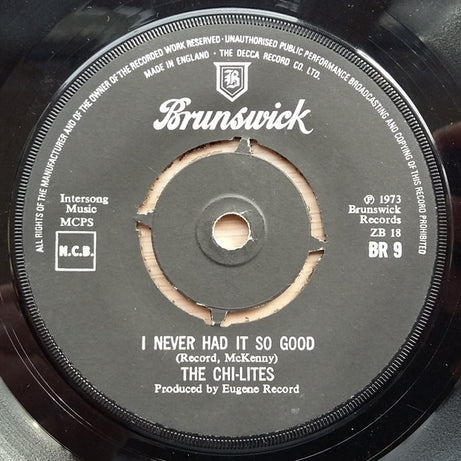 ALL RIGHTS OF THE MANUFACTURER AND OF THE OWNER OF THE RECORDED WORK RESERVED · UNAUTHORISED PUBLIC PERFORMANCE BROADCASTING AND COPYING OF THIS RECORD PROHIBITED
MADE IN ENGLAND · THE DECCA RECORD CO. LTD.
B
Brunswick
Intersong
Music
MCPS
N.C.B.
℗ 1973
Brunswick
Records
ZB 18
BR 9
I NEVER HAD IT SO GOOD
(Record, McKenny)
THE CHI-LITES
Produced by Eugene Record